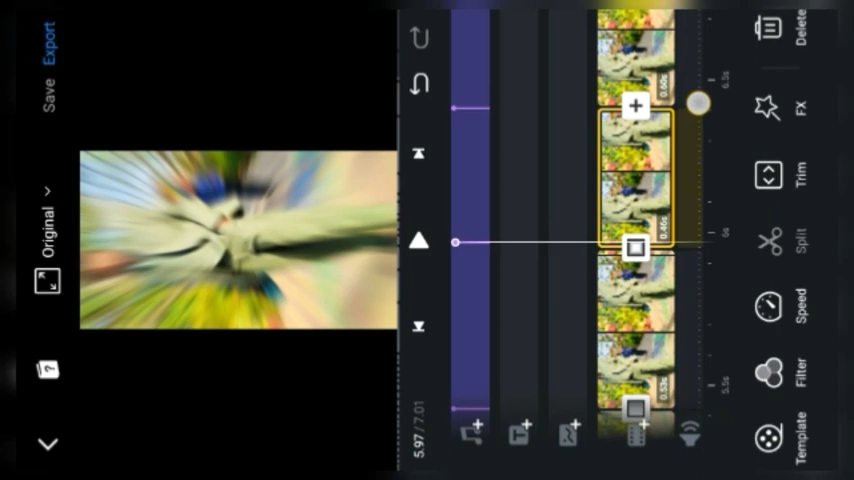 Original
Save
Export
5.97 / 7.01
0.53s
0.46s
0.60s
5.5s
6s
6.5s
Template
Filter
Speed
Split
Trim
FX
Delete